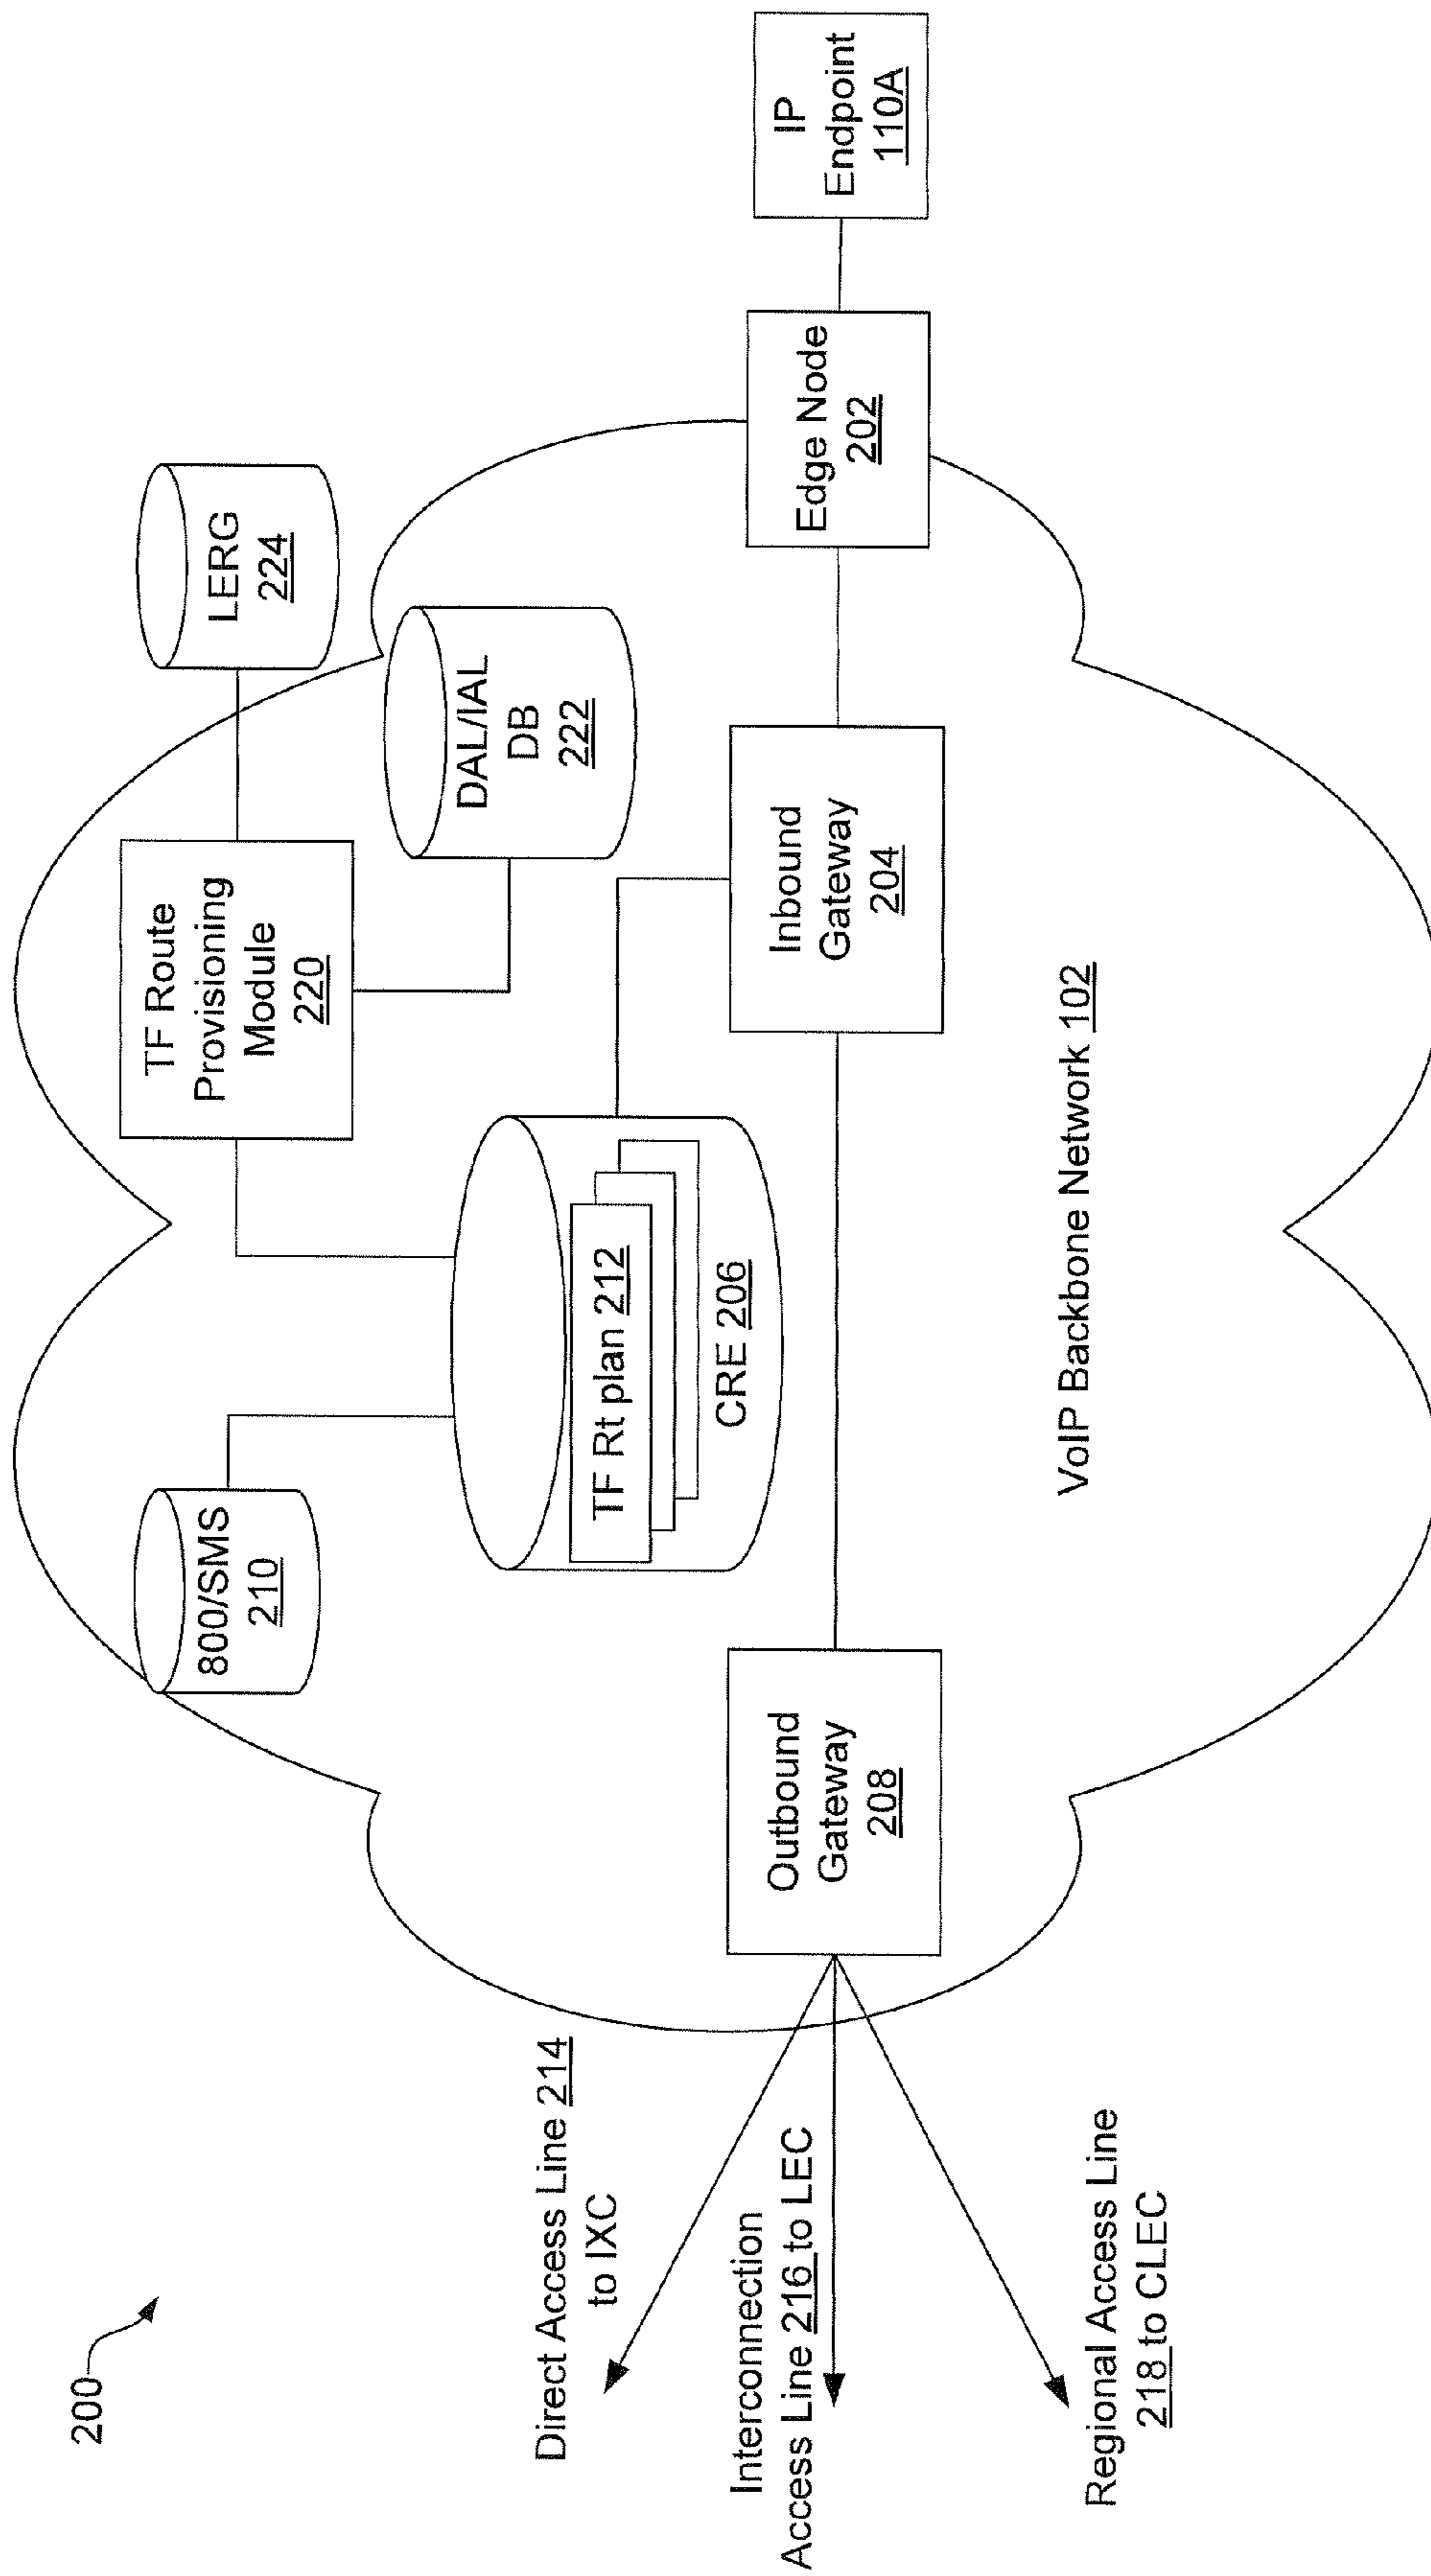 200
800/SMS
210
TF Route
Provisioning
Module
220
LERG
224
DAL/IAL
DB
222
TF Rt plan 212
CRE 206
Direct Access Line 214
to IXC
Interconnection
Access Line 216 to LEC
Regional Access Line
218 to CLEC
Outbound
Gateway
208
Inbound
Gateway
204
Edge Node
202
IP
Endpoint
110A
VoIP Backbone Network 102